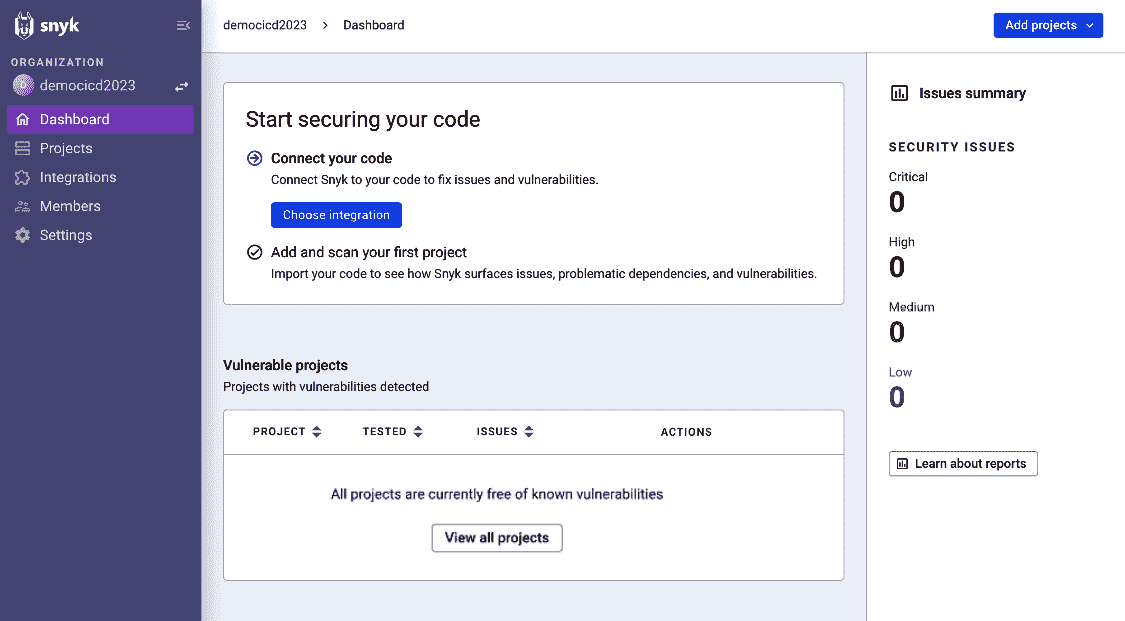 snyk
ORGANIZATION
D democicd2023
Dashboard
Projects
Integrations
Members
Settings
democicd2023 > Dashboard
Add projects
Start securing your code
Connect your code
Connect Snyk to your code to fix issues and vulnerabilities.
Choose integration
Add and scan your first project
Import your code to see how Snyk surfaces issues, problematic dependencies, and vulnerabilities.
Vulnerable projects
Projects with vulnerabilities detected
PROJECT TESTED ISSUES ACTIONS
All projects are currently free of known vulnerabilities
View all projects
Issues summary
SECURITY ISSUES
Critical
0
High
0
Medium
0
Low
0
Learn about reports